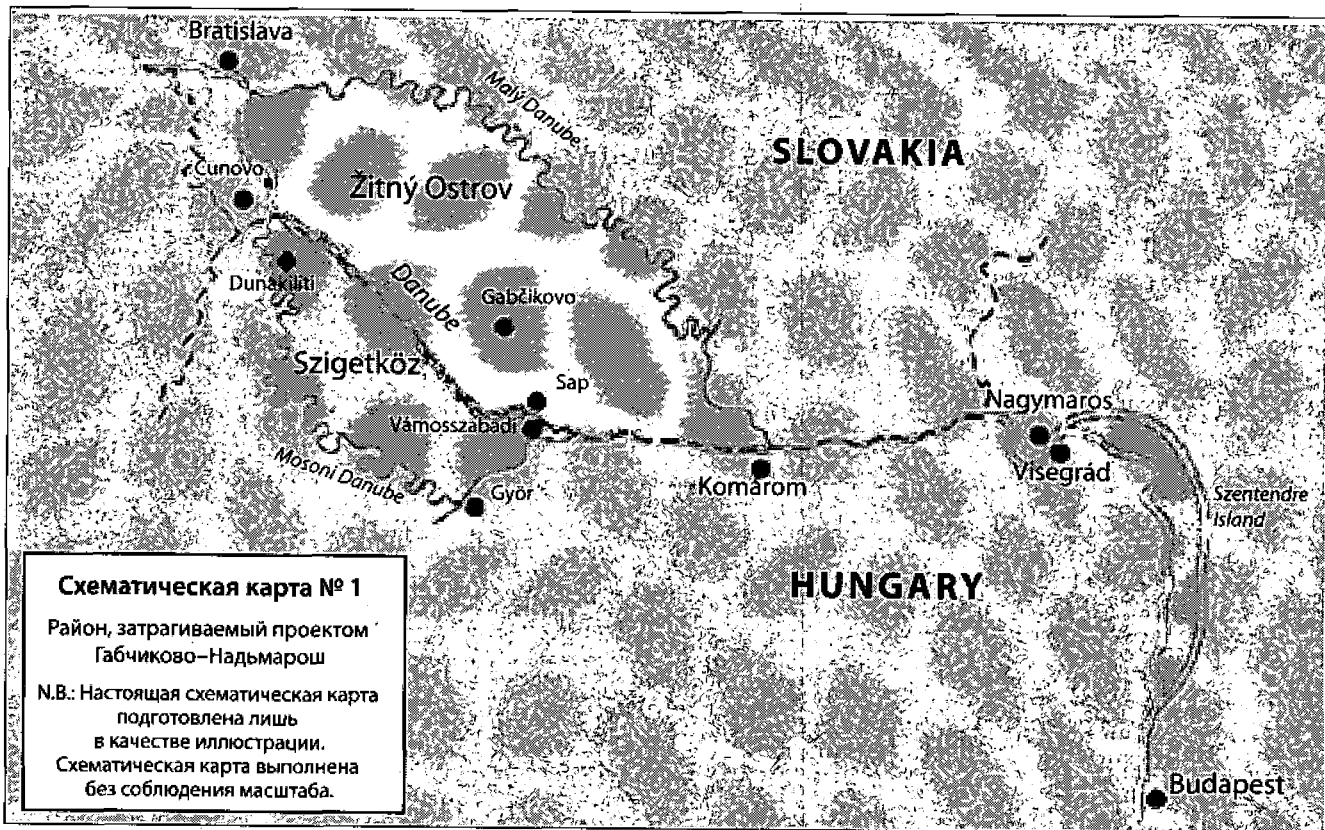 Bratislava
Malý Danube
SLOVAKIA
Čunovo
Žitný Ostrov
Dunakiliti
Danube
Gabčikovo
Szigetköz
Sap
Nagymaros
Vámosszabadi
Mosoni Danube
Györ
Komárom
Visegrád
Szentendre
Island
HUNGARY
Схематическая карта № 1
Район, затрагиваемый проектом
Габчиково–Надьмарош
N.B.: Настоящая схематическая карта
подготовлена лишь
в качестве иллюстрации.
Схематическая карта выполнена
без соблюдения масштаба.
Budapest